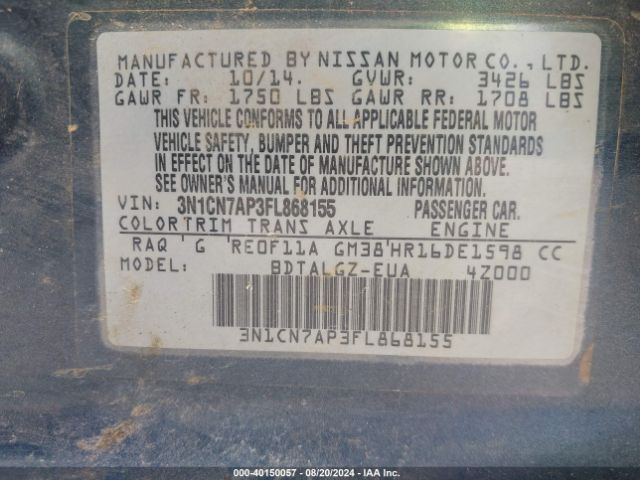 MANUFACTURED BY NISSAN MOTOR CO., LTD.
DATE: 10/14. GVWR: 3426 LBS
GAWR FR: 1750 LBS GAWR RR: 1708 LBS
THIS VEHICLE CONFORMS TO ALL APPLICABLE FEDERAL MOTOR
VEHICLE SAFETY, BUMPER AND THEFT PREVENTION STANDARDS
IN EFFECT ON THE DATE OF MANUFACTURE SHOWN ABOVE.
SEE OWNER'S MANUAL FOR ADDITIONAL INFORMATION.
VIN: 3N1CN7AP3FL868155 PASSENGER CAR.
COLORTRIM TRANS AXLE ENGINE
RAQ G RE0F11A GM38 HR16DE1598 CC
MODEL: BDTALGZ-EUA 4Z000
3N1CN7AP3FL868155
000-40150057 - 08/20/2024 - IAA Inc.